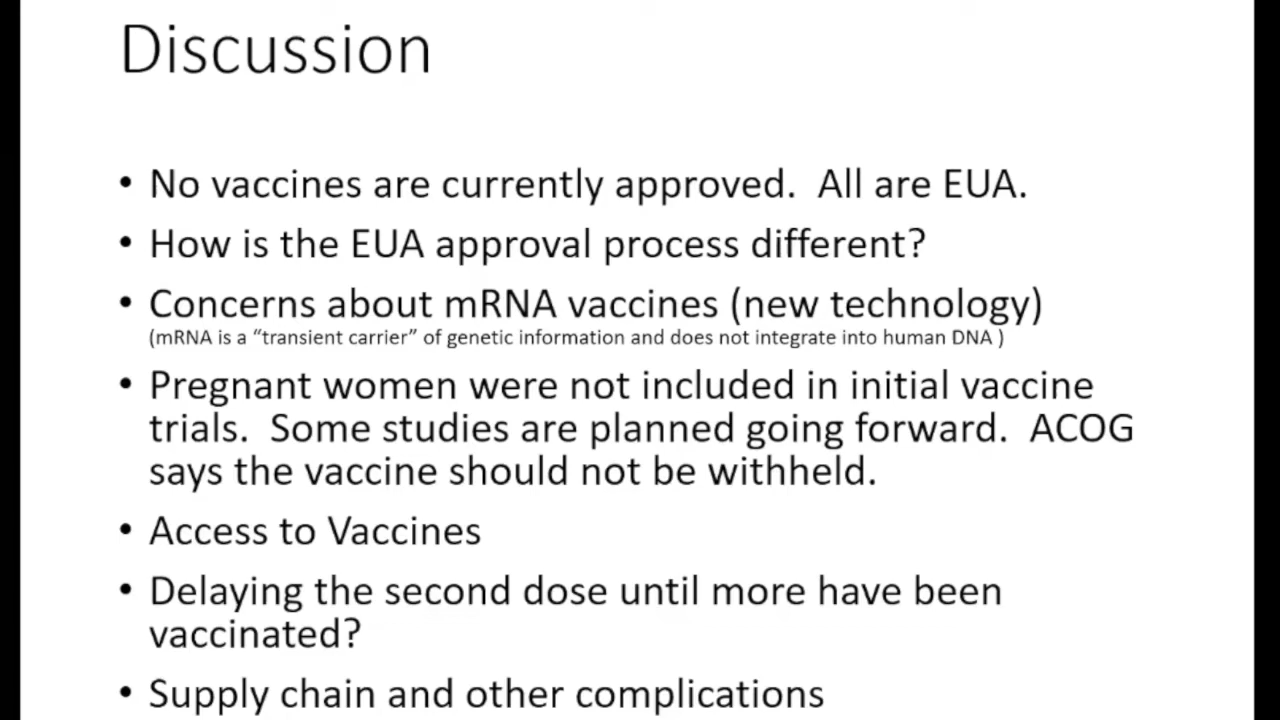 Discussion
• No vaccines are currently approved.  All are EUA.
• How is the EUA approval process different?
• Concerns about mRNA vaccines (new technology)
(mRNA is a “transient carrier” of genetic information and does not integrate into human DNA )
• Pregnant women were not included in initial vaccine
trials.  Some studies are planned going forward.  ACOG
says the vaccine should not be withheld.
• Access to Vaccines
• Delaying the second dose until more have been
vaccinated?
• Supply chain and other complications